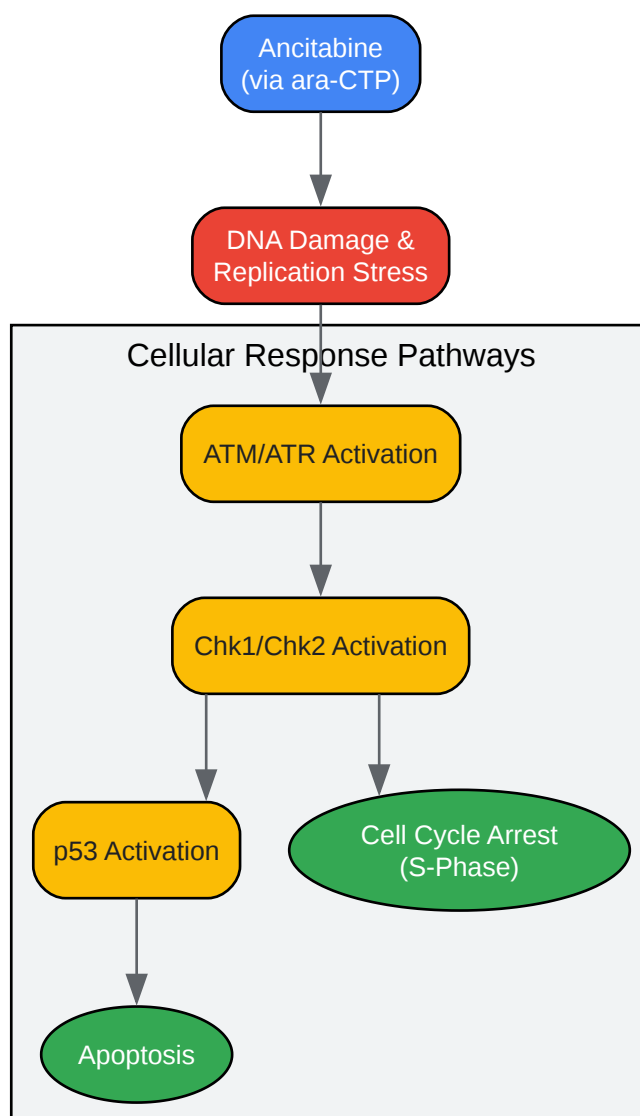 Ancitabine
(via ara-CTP)
DNA Damage &
Replication Stress
Cellular Response Pathways
ATM/ATR Activation
Chk1/Chk2 Activation
p53 Activation
Cell Cycle Arrest
(S-Phase)
Apoptosis